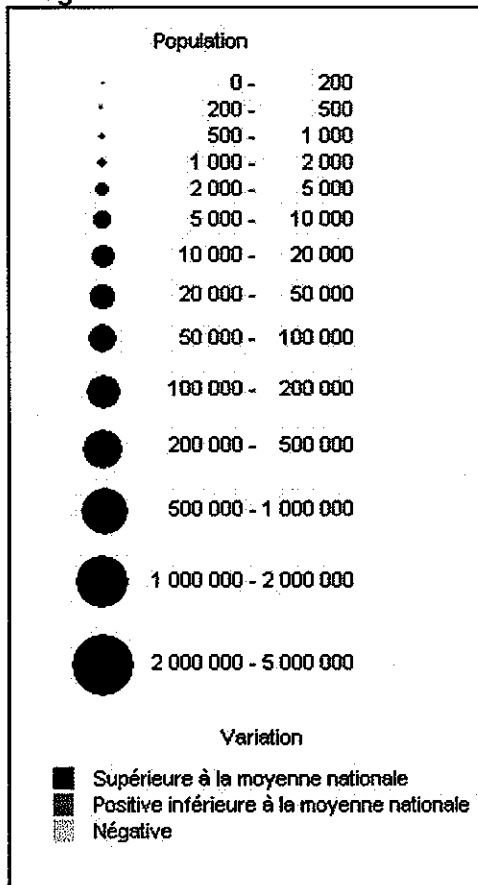 Population
0 - 200
200 - 500
500 - 1 000
1 000 - 2 000
2 000 - 5 000
5 000 - 10 000
10 000 - 20 000
20 000 - 50 000
50 000 - 100 000
100 000 - 200 000
200 000 - 500 000
500 000 - 1 000 000
1 000 000 - 2 000 000
2 000 000 - 5 000 000
Variation
Supérieure à la moyenne nationale
Positive inférieure à la moyenne nationale
Négative